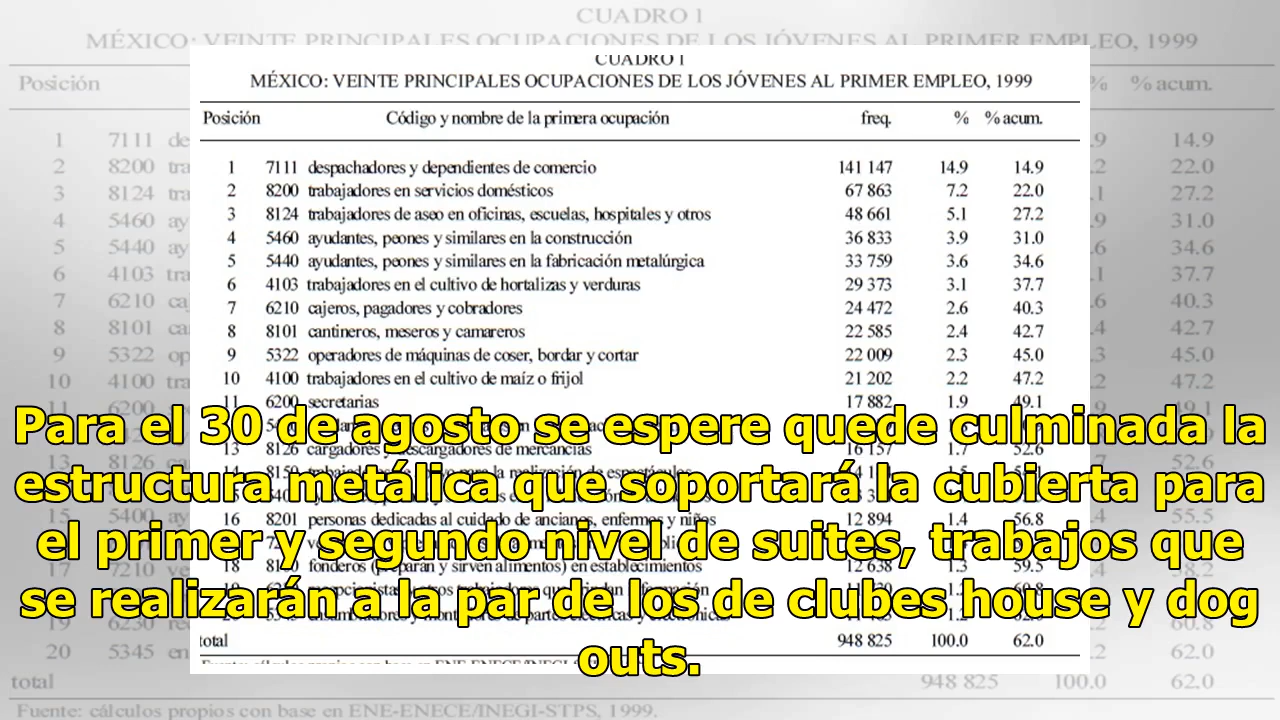 CUADRO 1
MÉXICO: VEINTE PRINCIPALES OCUPACIONES DE LOS JÓVENES AL PRIMER EMPLEO, 1999
Posición Código y nombre de la primera ocupación freq. % % acum.
1 7111 despachadores y dependientes de comercio 141 147 14.9 14.9
2 8200 trabajadores en servicios domésticos 67 863 7.2 22.0
3 8124 trabajadores de aseo en oficinas, escuelas, hospitales y otros 48 661 5.1 27.2
4 5460 ayudantes, peones y similares en la construcción 36 833 3.9 31.0
5 5440 ayudantes, peones y similares en la fabricación metalúrgica 33 759 3.6 34.6
6 4103 trabajadores en el cultivo de hortalizas y verduras 29 373 3.1 37.7
7 6210 cajeros, pagadores y cobradores 24 472 2.6 40.3
8 8101 cantineros, meseros y camareros 22 585 2.4 42.7
9 5322 operadores de máquinas de coser, bordar y cortar 22 009 2.3 45.0
10 4100 trabajadores en el cultivo de maíz o frijol 21 202 2.2 47.2
11 6200 secretarias 17 882 1.9 49.1
13 8126 cargadores y descargadores de mercancías 16 157 1.7 52.6
16 8201 personas dedicadas al cuidado de ancianos, enfermos y niños 12 894 1.4 56.8
18 fonderos (preparan y sirven alimentos) en establecimientos 12 638 1.3 59.5
total 948 825 100.0 62.0
Para el 30 de agosto se espere quede culminada la
estructura metálica que soportará la cubierta para
el primer y segundo nivel de suites, trabajos que
se realizarán a la par de los de clubes house y dog
outs.
20 5345 62.0
total 948 825 100.0 62.0
Fuente: cálculos propios con base en ENE-ENECE/INEGI-STPS, 1999.